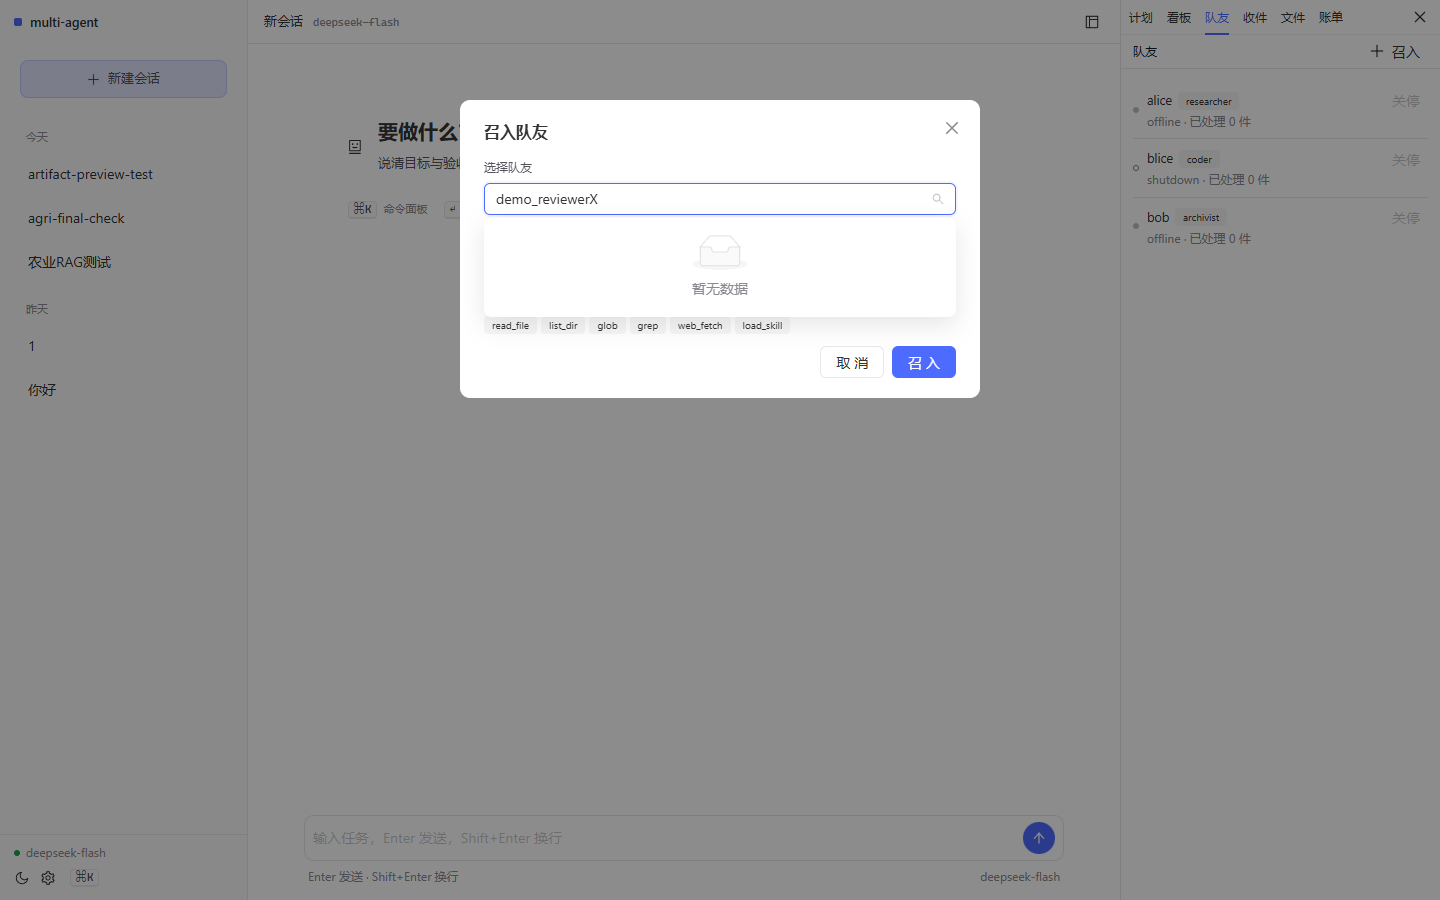 multi-agent
新建会话
今天
artifact-preview-test
agri-final-check
农业RAG测试
昨天
1
你好
deepseek-flash
⌘K
新会话 deepseek-flash
要做什么
说清目标与验
⌘K 命令面板 ↵
召入队友
选择队友
demo_reviewerX
暂无数据
read_file list_dir glob grep web_fetch load_skill
取 消 召 入
输入任务，Enter 发送，Shift+Enter 换行
Enter 发送 · Shift+Enter 换行 deepseek-flash
计划 看板 队友 收件 文件 账单
队友 召入
alice researcher 关停
offline · 已处理 0 件
blice coder 关停
shutdown · 已处理 0 件
bob archivist 关停
offline · 已处理 0 件